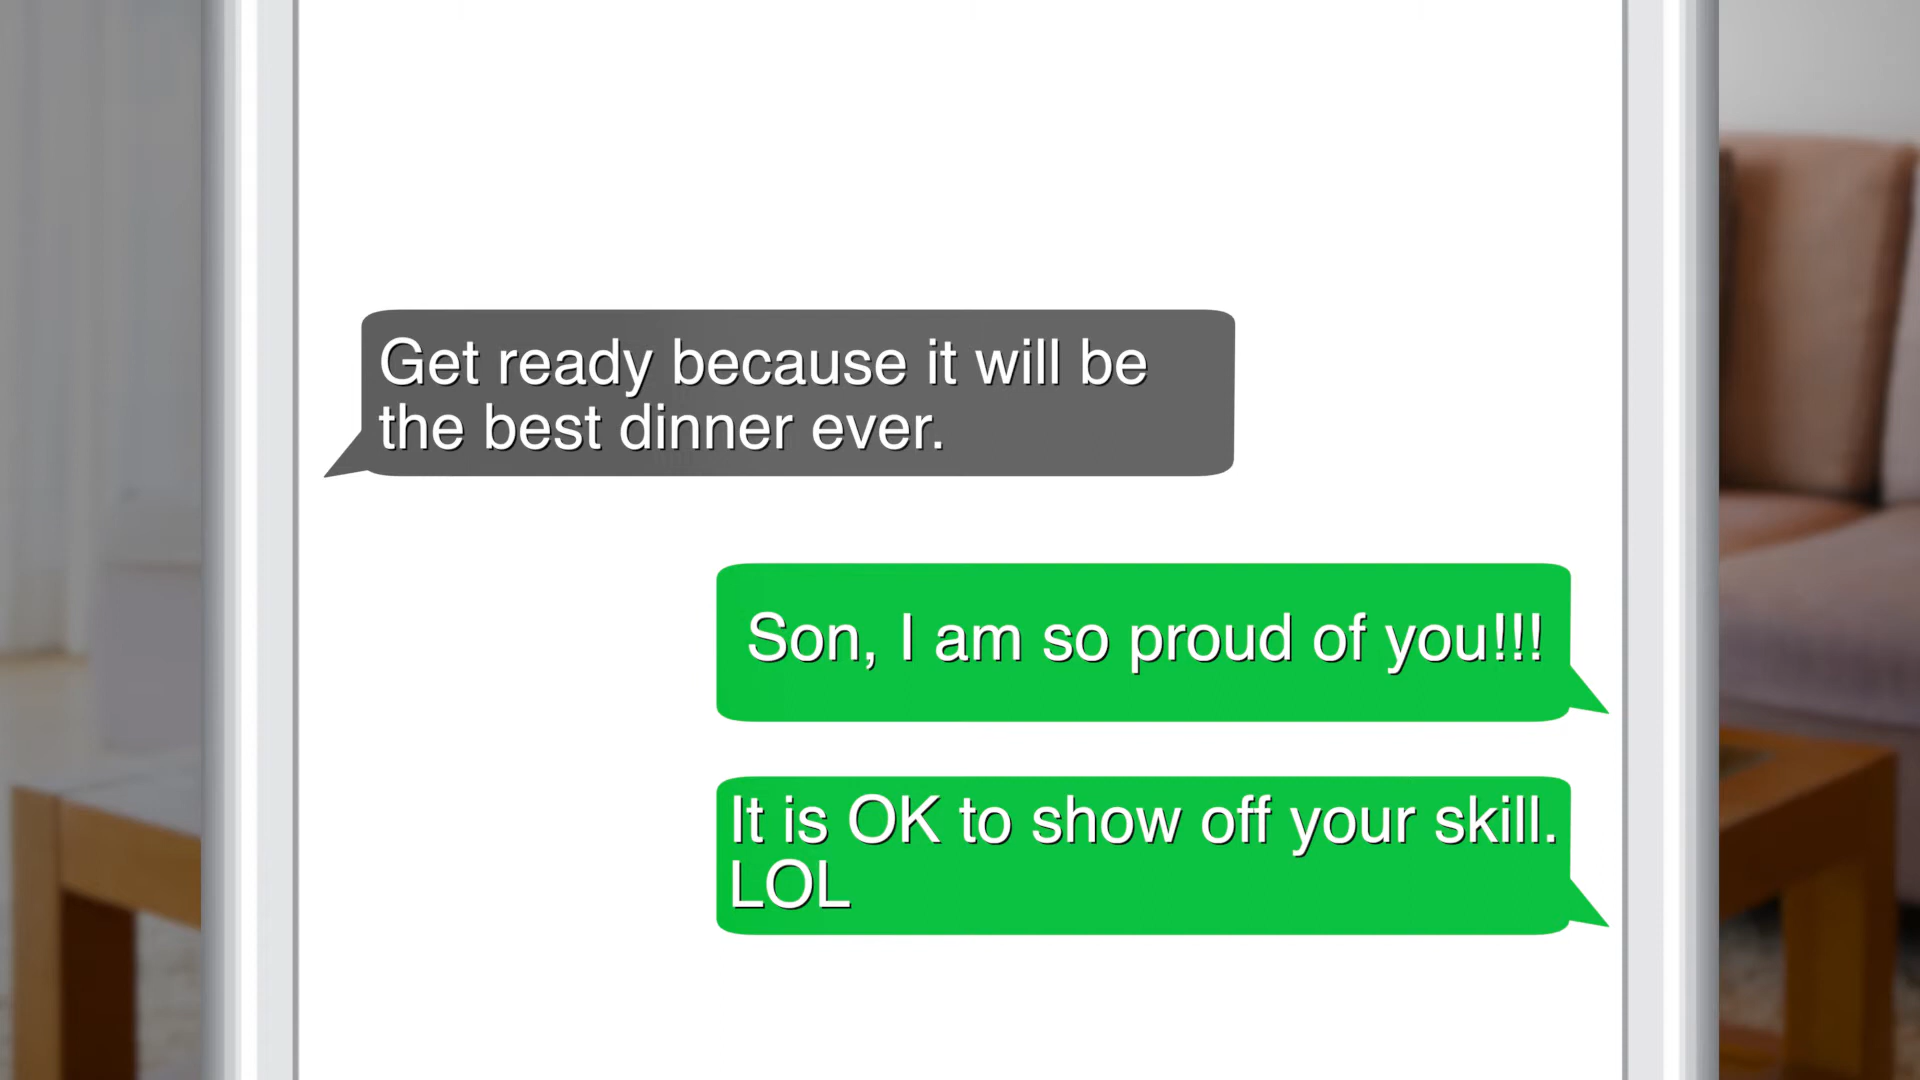 Get ready because it will be
the best dinner ever.
Son, I am so proud of you!!!
It is OK to show off your skill.
LOL